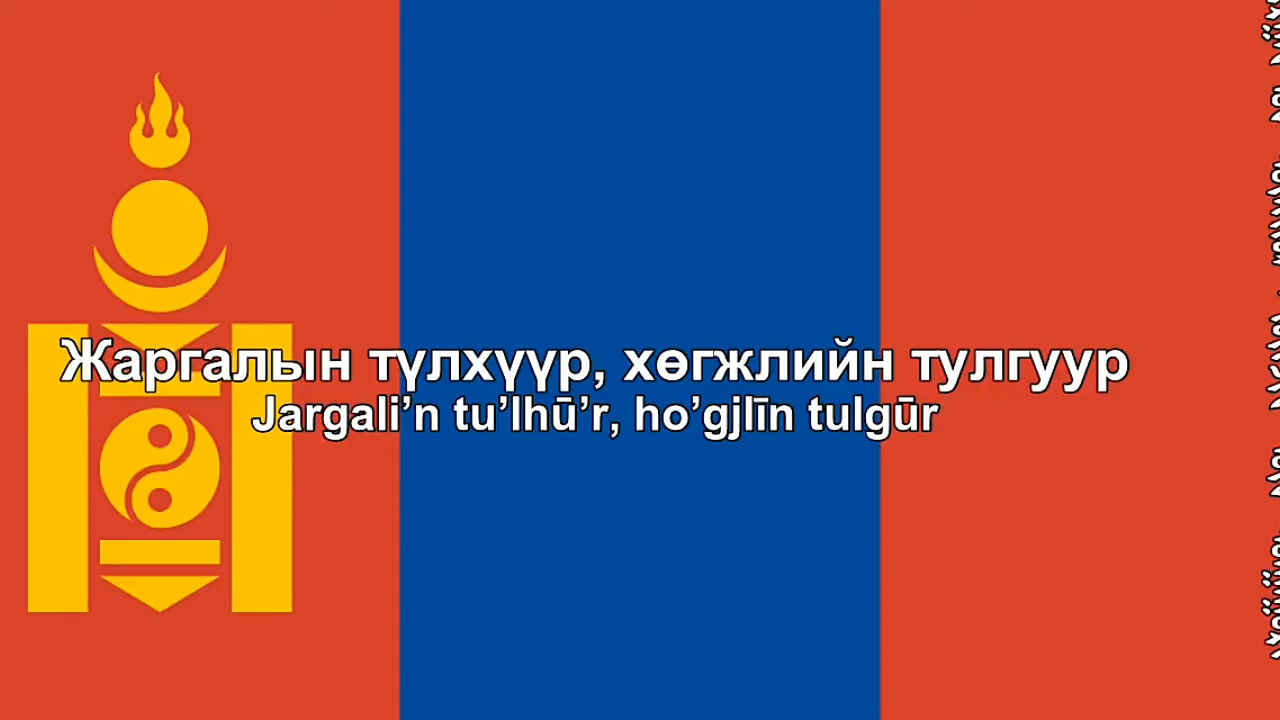 Жаргалын түлхүүр, хөгжлийн тулгуур
Jargali’n tu’lhū’r, ho’gjlīn tulgūr